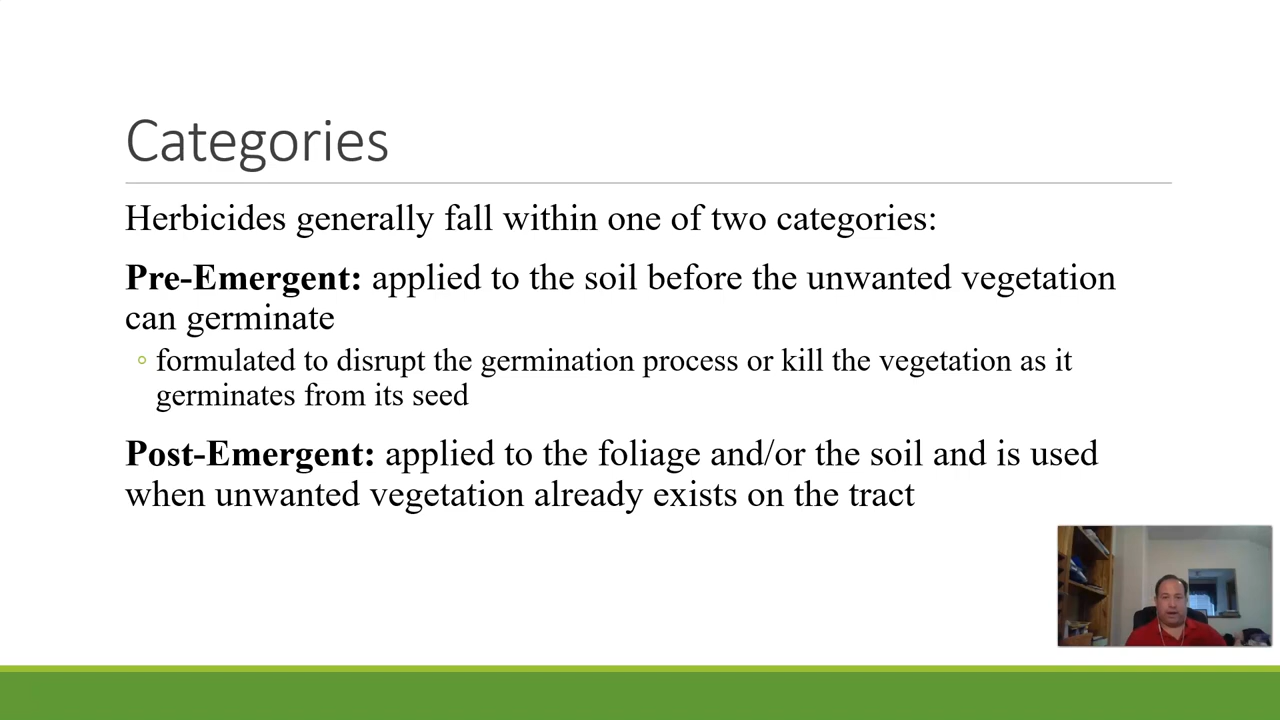 Categories
Herbicides generally fall within one of two categories:
Pre-Emergent: applied to the soil before the unwanted vegetation
can germinate
◦ formulated to disrupt the germination process or kill the vegetation as it
germinates from its seed
Post-Emergent: applied to the foliage and/or the soil and is used
when unwanted vegetation already exists on the tract